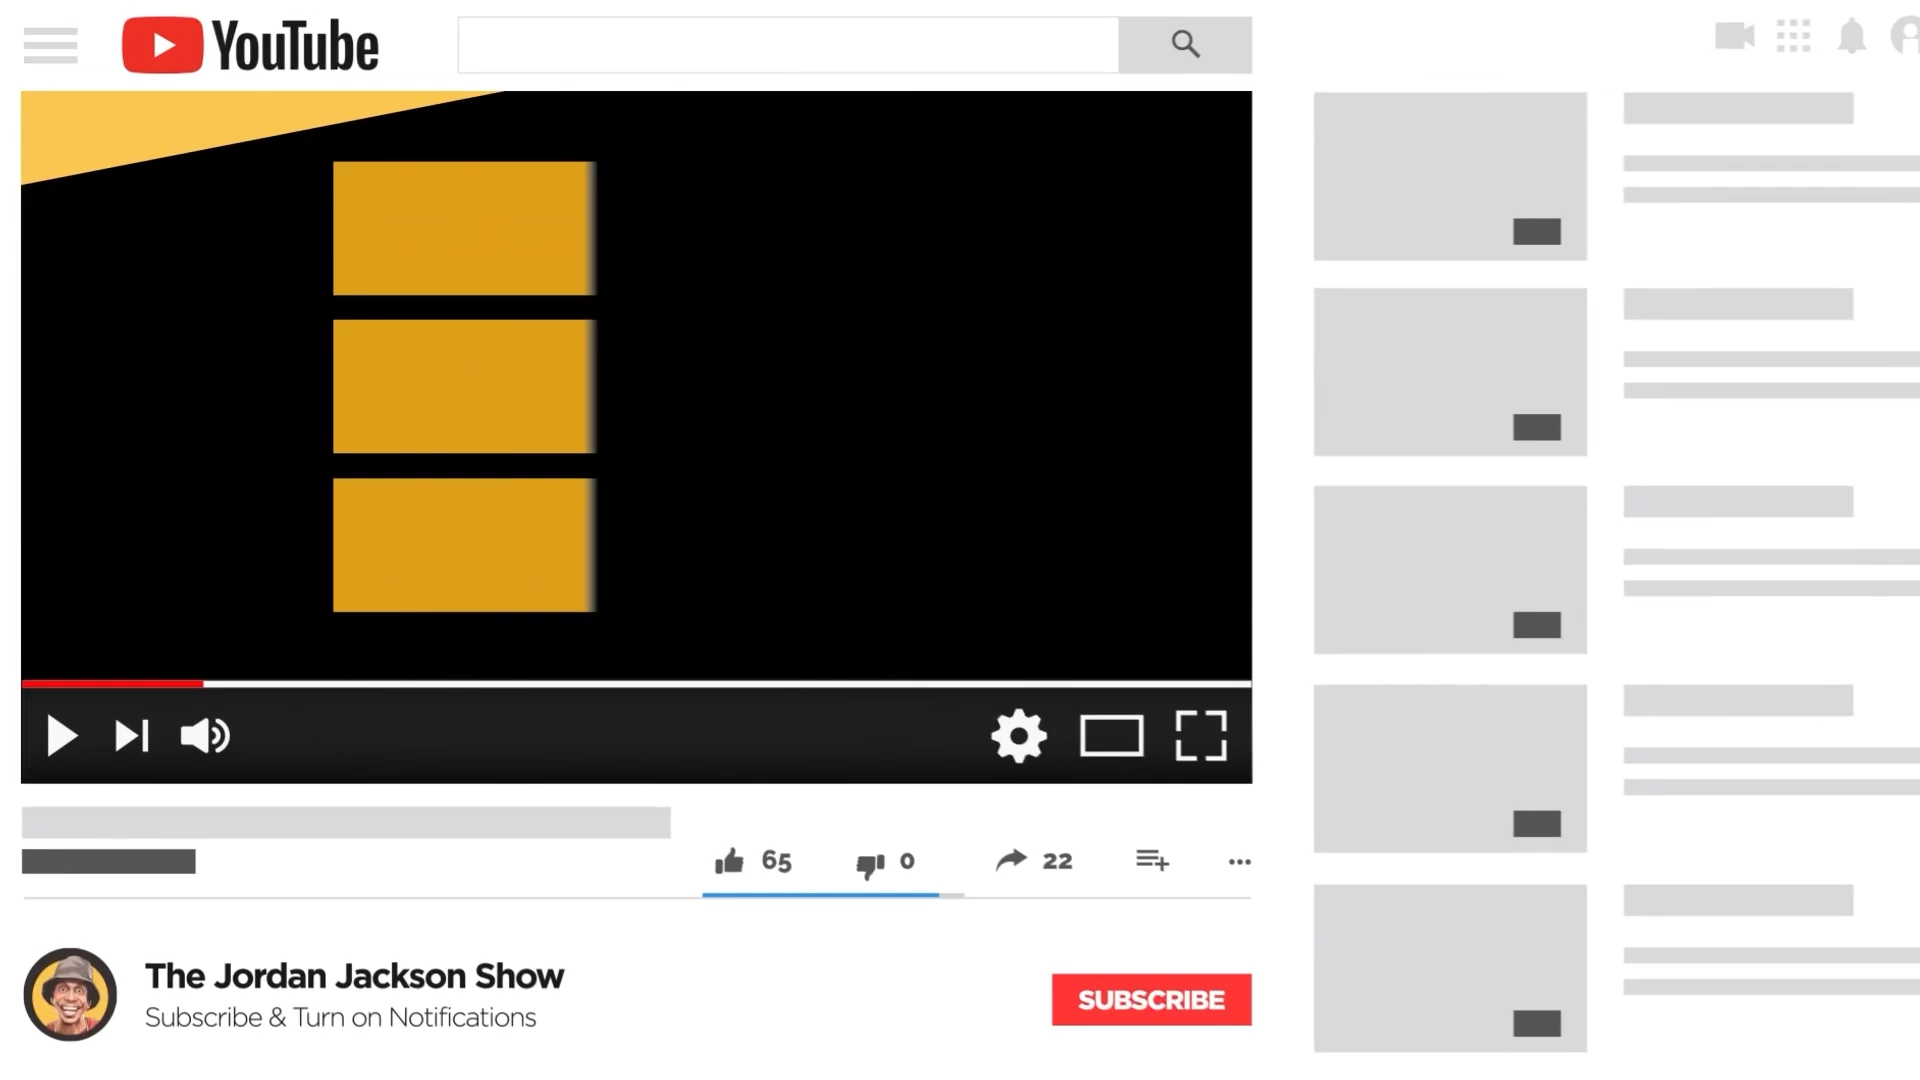 YouTube
65
0
22
The Jordan Jackson Show
Subscribe & Turn on Notifications
SUBSCRIBE